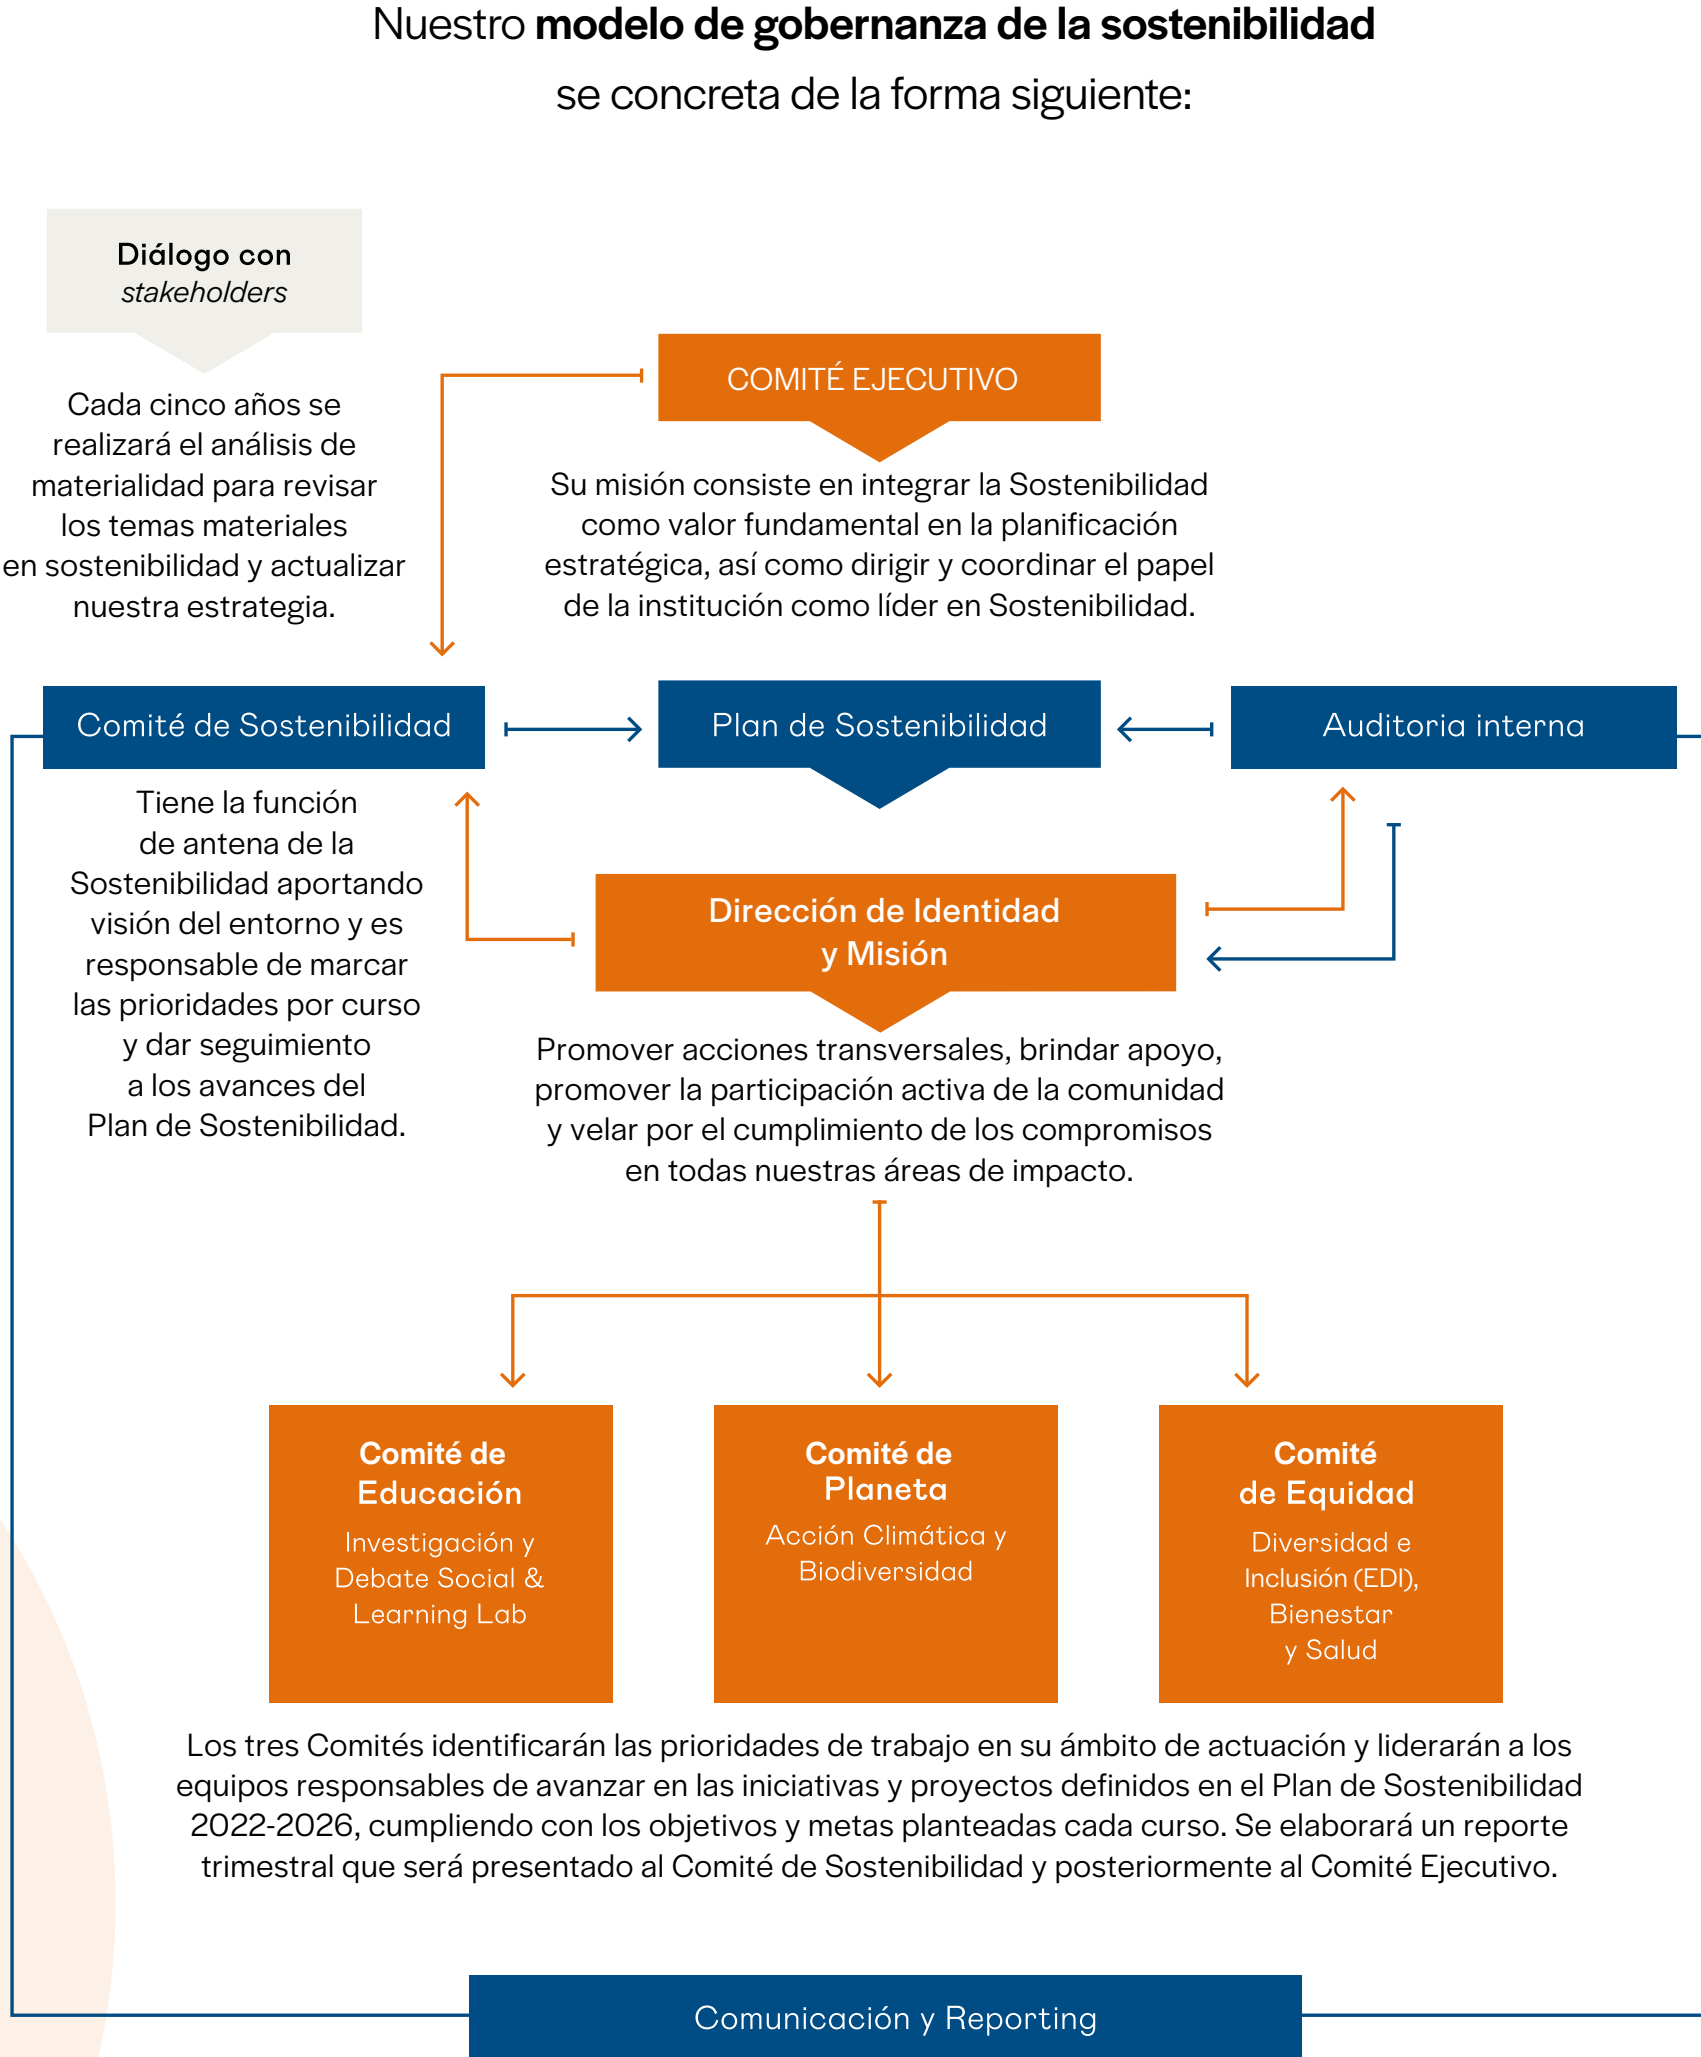 Nuestro modelo de gobernanza de la sostenibilidad
se concreta de la forma siguiente:
Diálogo con
stakeholders
Cada cinco años se
realizará el análisis de
materialidad para revisar
los temas materiales
en sostenibilidad y actualizar
nuestra estrategia.
COMITÉ EJECUTIVO
Su misión consiste en integrar la Sostenibilidad
como valor fundamental en la planificación
estratégica, así como dirigir y coordinar el papel
de la institución como líder en Sostenibilidad.
Comité de Sostenibilidad
Plan de Sostenibilidad
Auditoria interna
Tiene la función
de antena de la
Sostenibilidad aportando
visión del entorno y es
responsable de marcar
las prioridades por curso
y dar seguimiento
a los avances del
Plan de Sostenibilidad.
Dirección de Identidad
y Misión
Promover acciones transversales, brindar apoyo,
promover la participación activa de la comunidad
y velar por el cumplimiento de los compromisos
en todas nuestras áreas de impacto.
Comité de
Educación
Investigación y
Debate Social &
Learning Lab
Comité de
Planeta
Acción Climática y
Biodiversidad
Comité
de Equidad
Diversidad e
Inclusión (EDI),
Bienestar
y Salud
Los tres Comités identificarán las prioridades de trabajo en su ámbito de actuación y liderarán a los
equipos responsables de avanzar en las iniciativas y proyectos definidos en el Plan de Sostenibilidad
2022-2026, cumpliendo con los objetivos y metas planteadas cada curso. Se elaborará un reporte
trimestral que será presentado al Comité de Sostenibilidad y posteriormente al Comité Ejecutivo.
Comunicación y Reporting